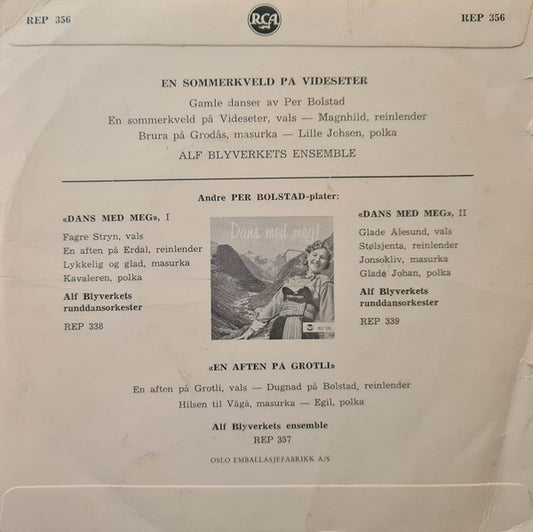 REP 356
RCA
REP 356
EN SOMMERKVELD PÅ VIDESETER
Gamle danser av Per Bolstad
En sommerkveld på Videseter, vals — Magnhild, reinlender
Brura på Grodås, masurka — Lille Johsen, polka
ALF BLYVERKETS ENSEMBLE
Andre PER BOLSTAD-plater:
«DANS MED MEG», I
Fagre Stryn, vals
En aften på Erdal, reinlender
Lykkelig og glad, masurka
Kavaleren, polka
Alf Blyverkets
runddansorkester
REP 338
Dans med meg!
REP 338
«DANS MED MEG», II
Glade Ålesund, vals
Stølsjenta, reinlender
Jonsokliv, masurka
Glade Johan, polka
Alf Blyverkets
runddansorkester
REP 339
«EN AFTEN PÅ GROTLI»
En aften på Grotli, vals — Dugnad på Bolstad, reinlender
Hilsen til Vågå, masurka — Egil, polka
Alf Blyverkets ensemble
REP 357
OSLO EMBALLASJEFABRIKK A/S